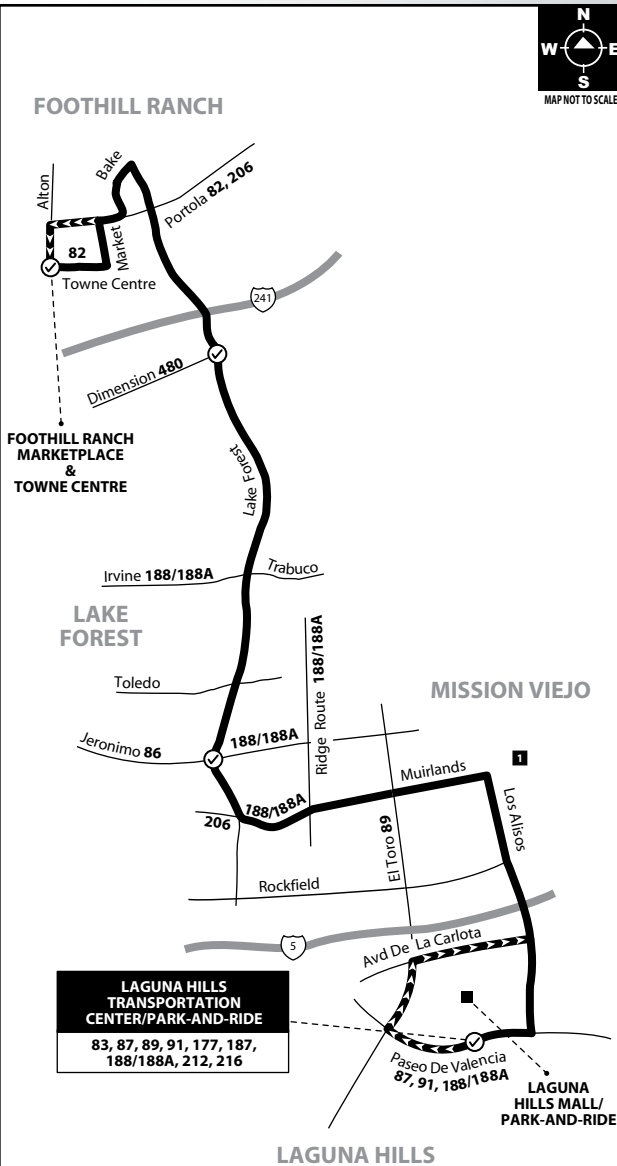 N
W E
S
MAP NOT TO SCALE
FOOTHILL RANCH
Bake
Alton
Portola 82, 206
Market
82
Towne Centre
241
Dimension 480
FOOTHILL RANCH
MARKETPLACE
&
TOWNE CENTRE
Lake Forest
Irvine 188/188A
Trabuco
LAKE
FOREST
Ridge Route 188/188A
Toledo
MISSION VIEJO
Jeronimo 86
188/188A
1
Muirlands
188/188A
206
Los Alisos
El Toro 89
Rockfield
5
Avd De La Carlota
LAGUNA HILLS
TRANSPORTATION
CENTER/PARK-AND-RIDE
83, 87, 89, 91, 177, 187,
188/188A, 212, 216
Paseo De Valencia
87, 91, 188/188A
LAGUNA
HILLS MALL/
PARK-AND-RIDE
LAGUNA HILLS